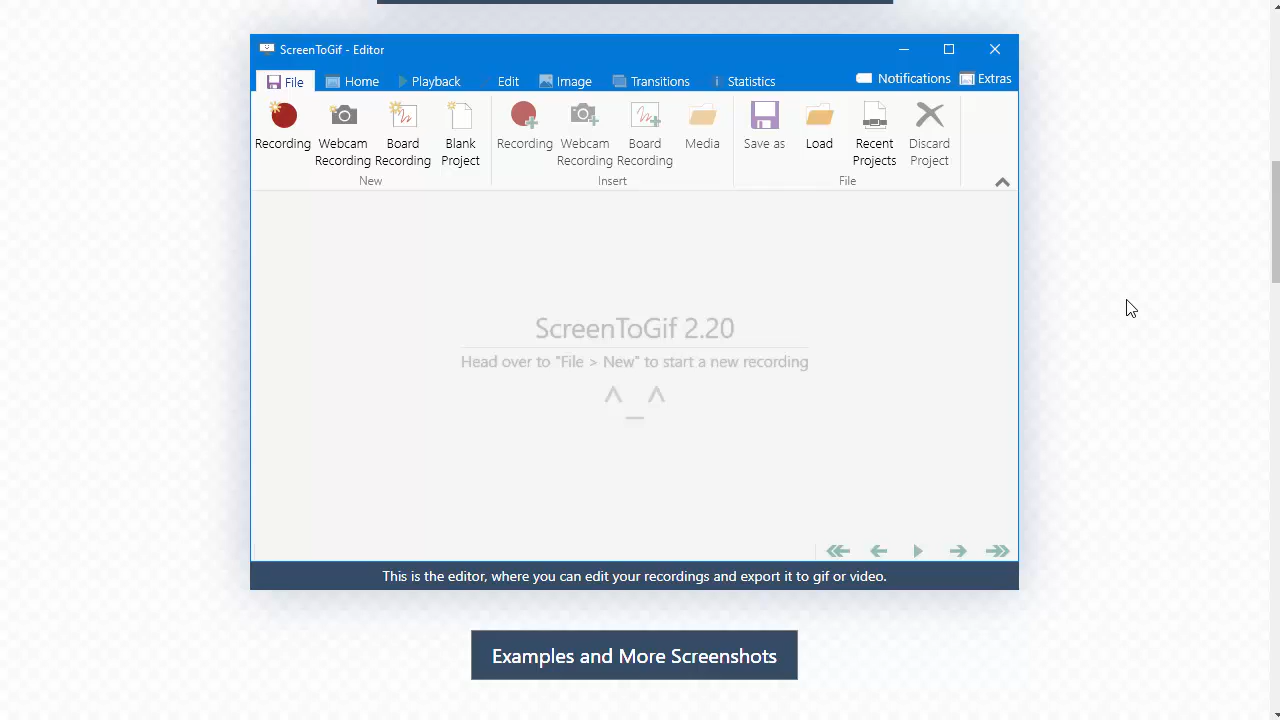 ScreenToGif - Editor
File Home Playback Edit Image Transitions Statistics Notifications Extras
Recording Webcam Recording Board Recording Blank Project
New
Recording Webcam Recording Board Recording Media
Insert
Save as Load Recent Projects Discard Project
File
ScreenToGif 2.20
Head over to "File > New" to start a new recording
^_^
This is the editor, where you can edit your recordings and export it to gif or video.
Examples and More Screenshots